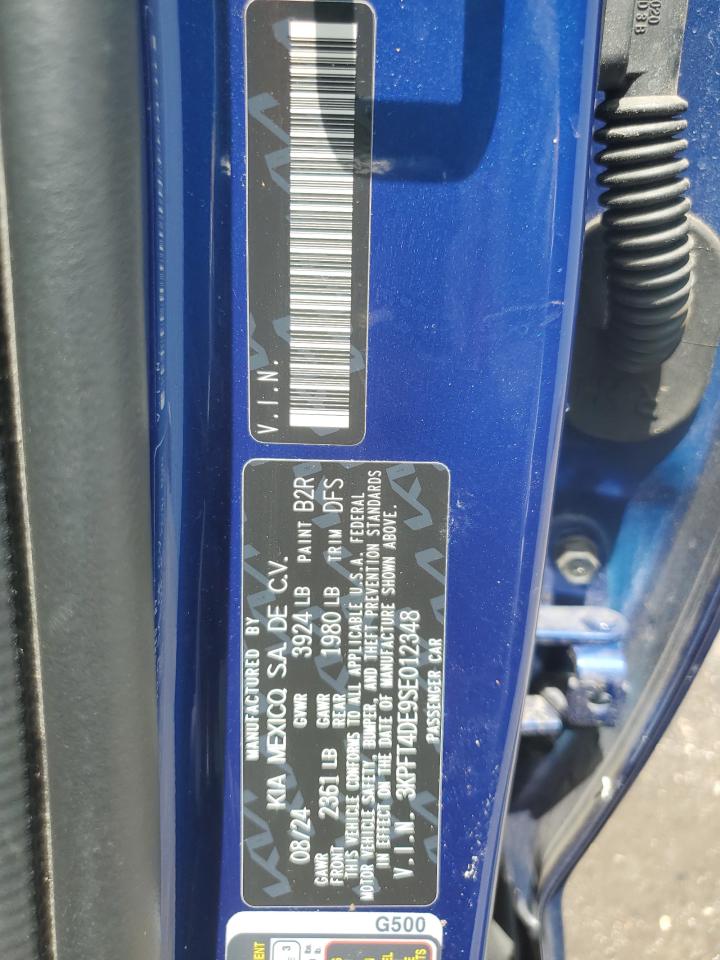 V.I.N.
MANUFACTURED BY
KIA MEXICO, S.A. DE C.V.
08/24 GVWR 3924 LB PAINT B2R
GAWR FRONT 2361 LB GAWR REAR 1980 LB TRIM DFS
THIS VEHICLE CONFORMS TO ALL APPLICABLE U.S.A. FEDERAL
MOTOR VEHICLE SAFETY, BUMPER, AND THEFT PREVENTION STANDARDS
IN EFFECT ON THE DATE OF MANUFACTURE SHOWN ABOVE.
V.I.N. 3KPFT4DE9SE012348
PASSENGER CAR
G500